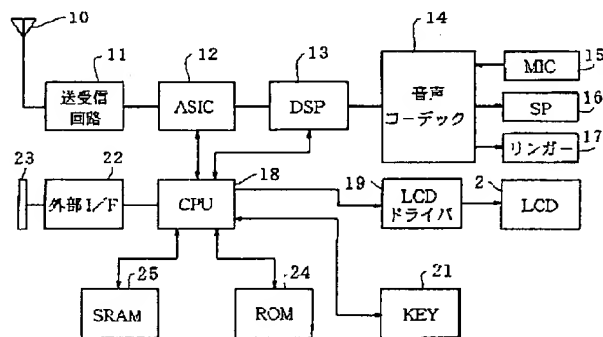 10
11
12
13
14
15
送受信
回路
ASIC
DSP
音声
コーデック
MIC
SP
16
リンガー
17
23
22
18
19
2
外部 I/F
CPU
LCD
ドライバ
LCD
25
24
21
SRAM
ROM
KEY